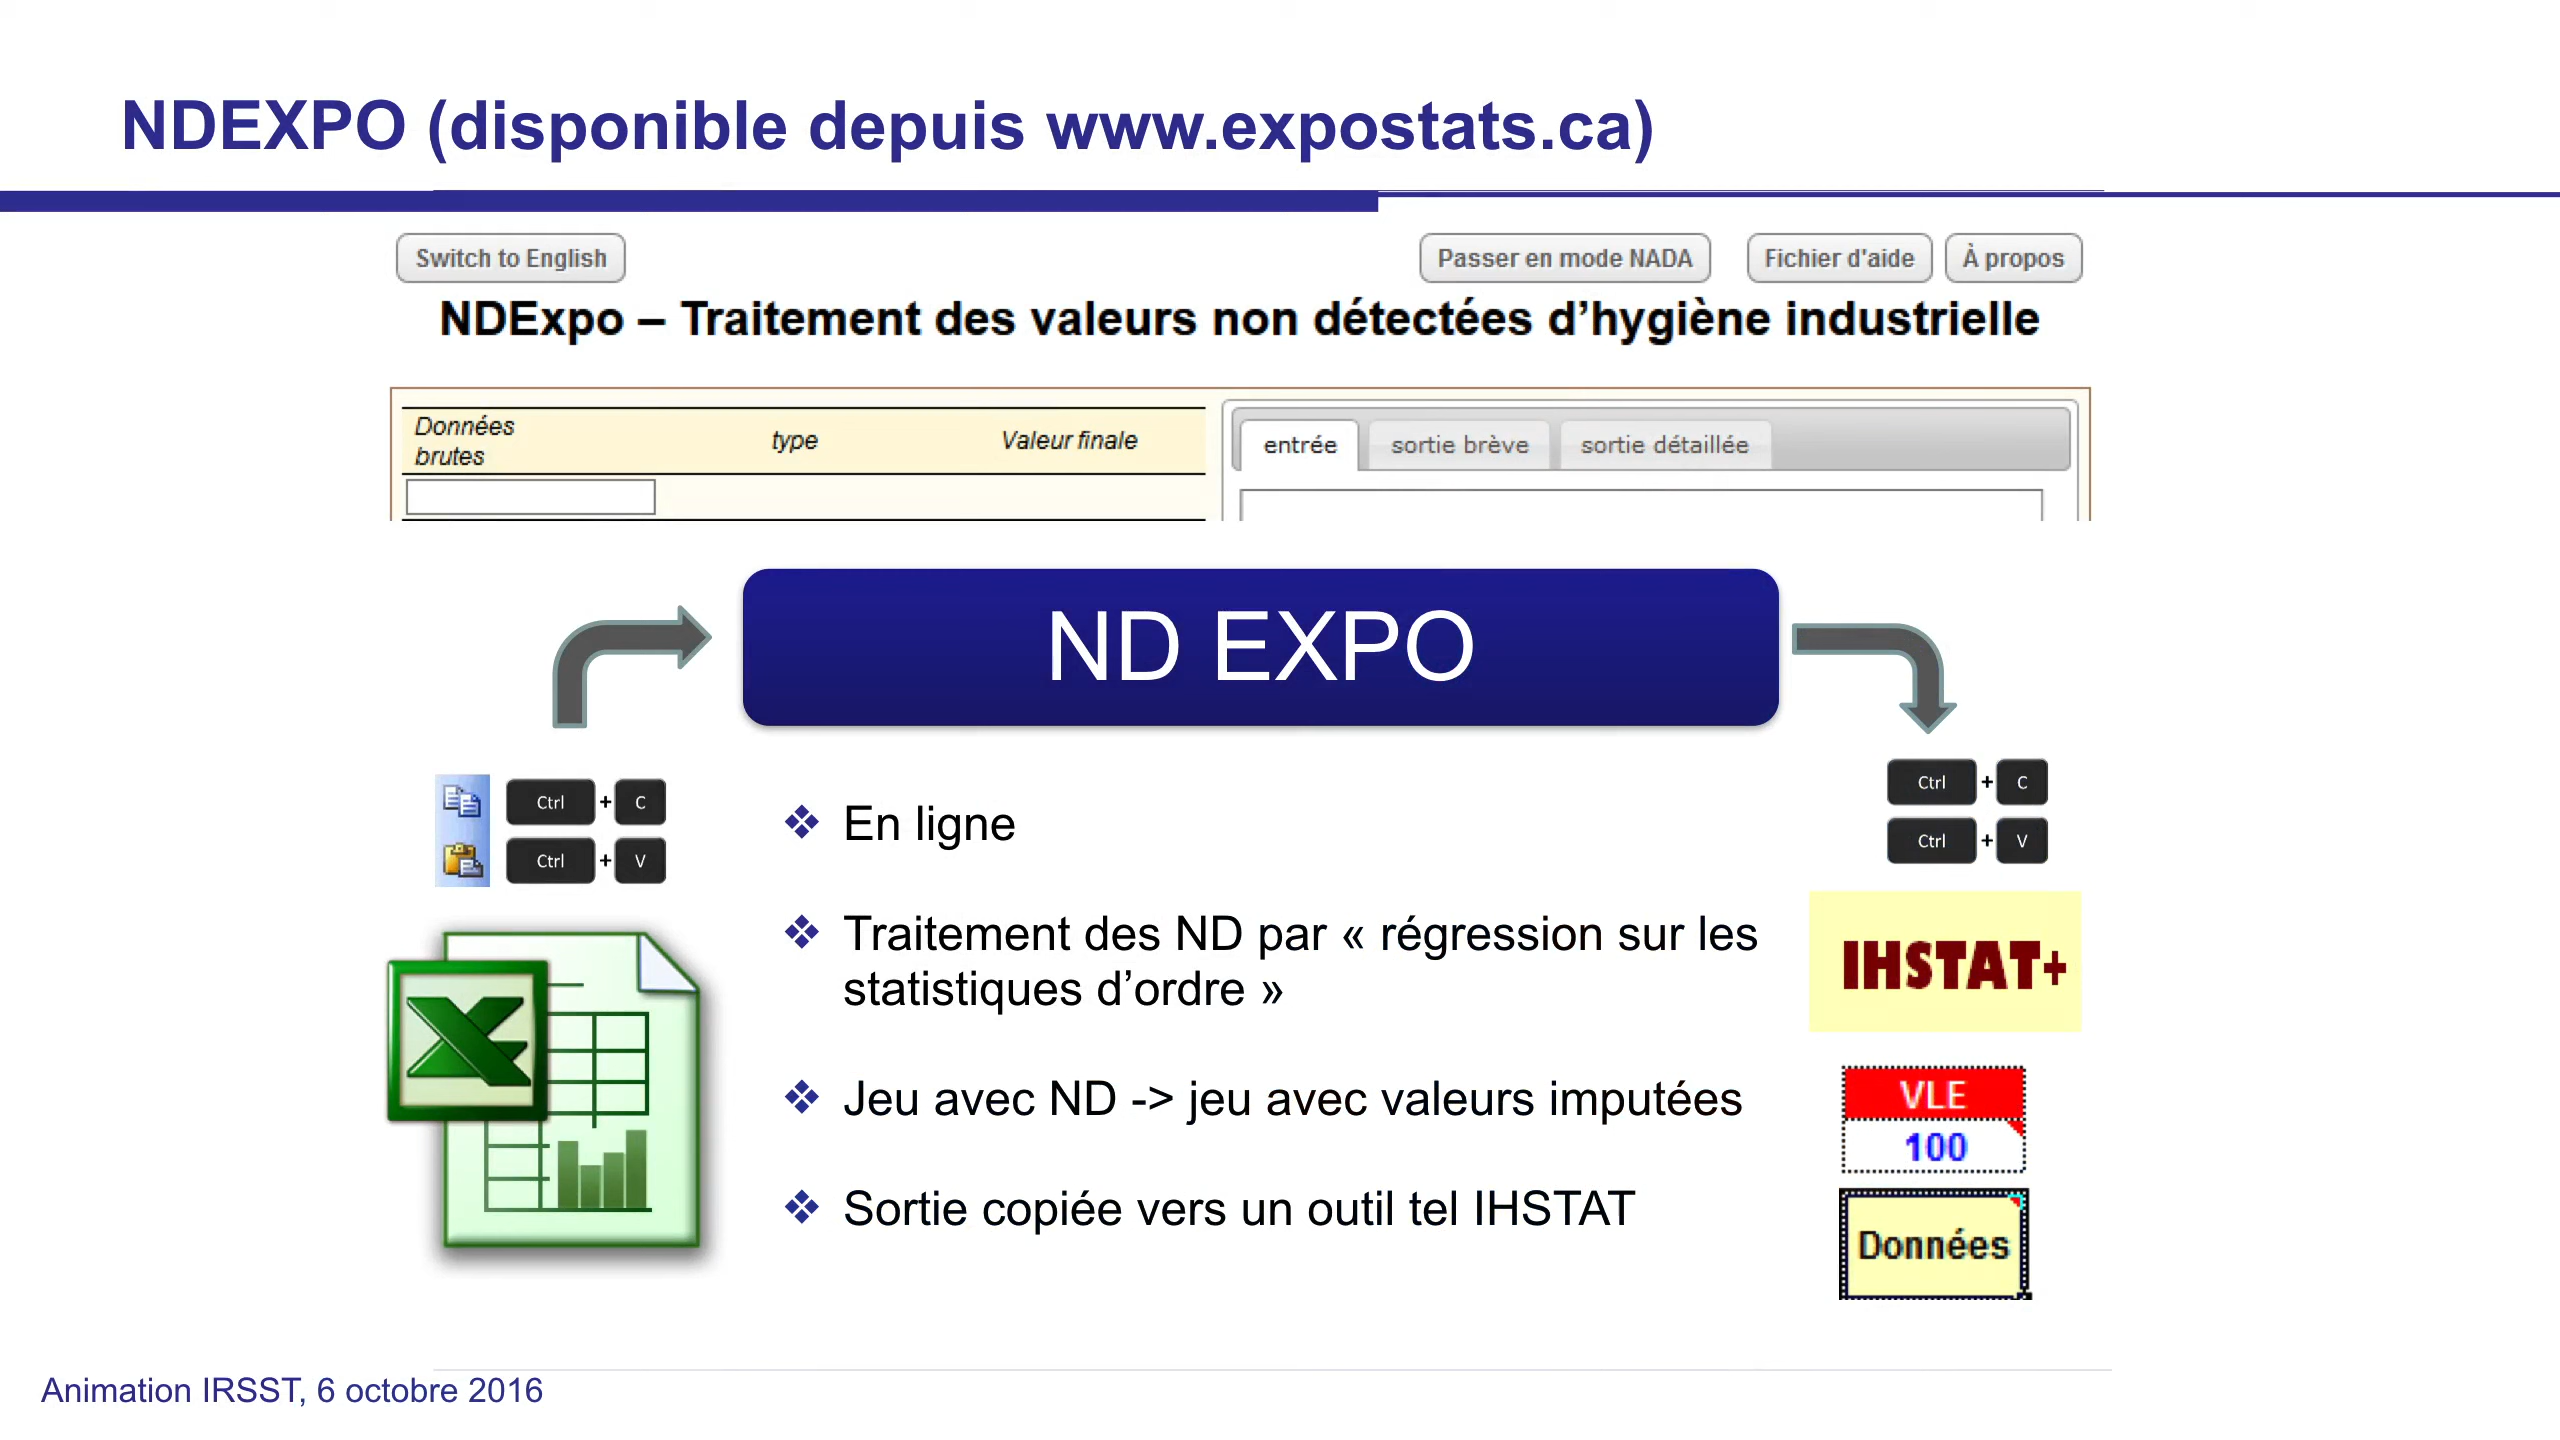 NDEXPO (disponible depuis www.expostats.ca)
Switch to English
Passer en mode NADA
Fichier d'aide
À propos
NDExpo – Traitement des valeurs non détectées d’hygiène industrielle
Données
brutes
type
Valeur finale
entrée
sortie brève
sortie détaillée
ND EXPO
Ctrl + C
Ctrl + V
❖ En ligne
❖ Traitement des ND par « régression sur les
statistiques d’ordre »
❖ Jeu avec ND -> jeu avec valeurs imputées
❖ Sortie copiée vers un outil tel IHSTAT
Ctrl + C
Ctrl + V
IHSTAT+
VLE
100
Données
Animation IRSST, 6 octobre 2016